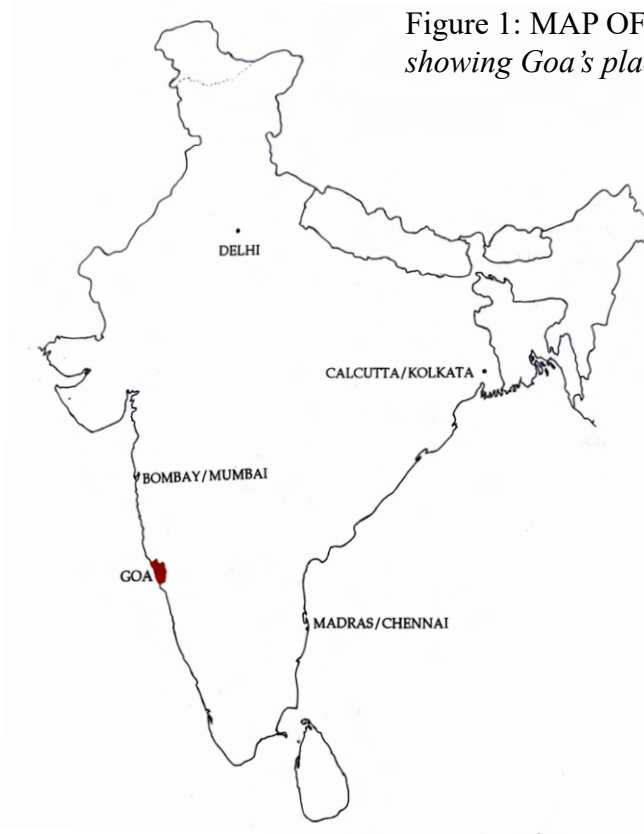 Figure 1: MAP OF
showing Goa’s pla
DELHI
CALCUTTA/KOLKATA
BOMBAY/MUMBAI
GOA
MADRAS/CHENNAI